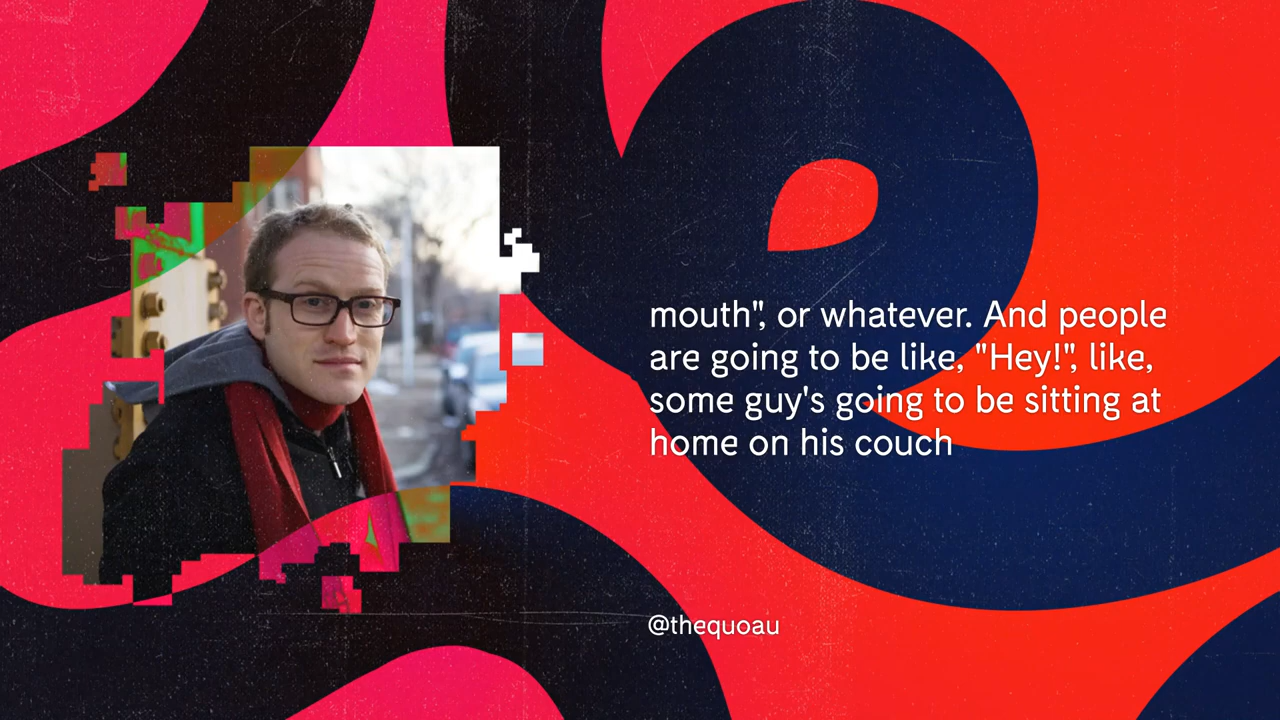 mouth", or whatever. And people
are going to be like, "Hey!", like,
some guy's going to be sitting at
home on his couch
@thequoau